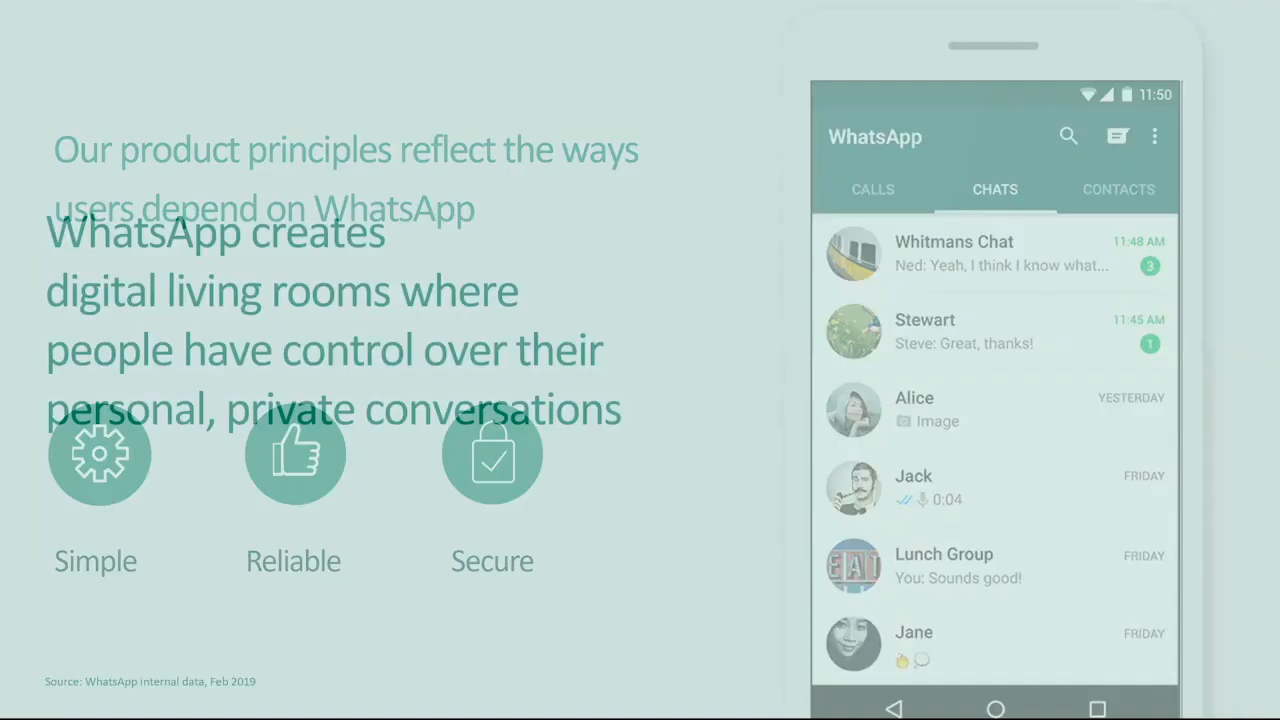 Our product principles reflect the ways
users depend on WhatsApp
WhatsApp creates
digital living rooms where
people have control over their
personal, private conversations
Simple
Reliable
Secure
Source: WhatsApp internal data, Feb 2019
11:50
WhatsApp
CALLS
CHATS
CONTACTS
Whitmans Chat 11:48 AM
Ned: Yeah, I think I know what... 3
Stewart 11:45 AM
Steve: Great, thanks! 1
Alice YESTERDAY
Image
Jack FRIDAY
0:04
Lunch Group FRIDAY
You: Sounds good!
Jane FRIDAY
EAT